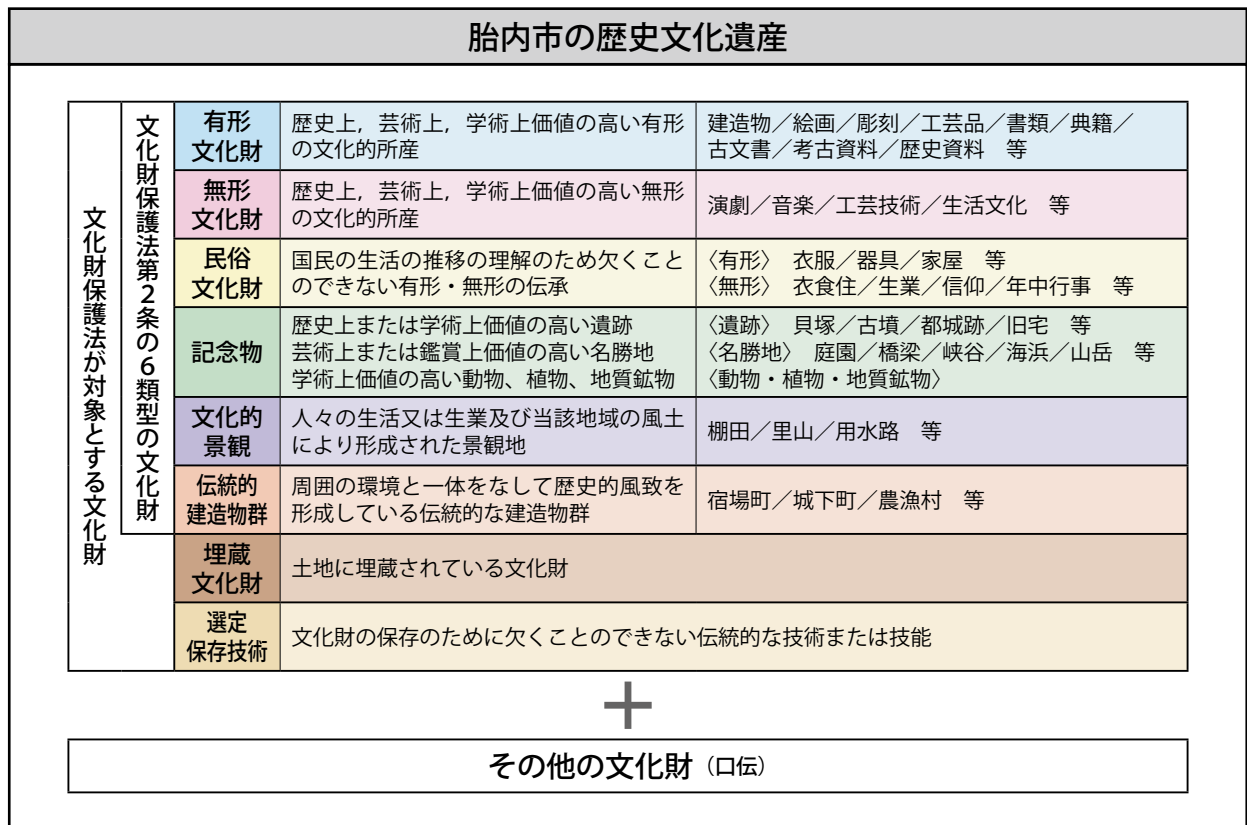 胎内市の歴史文化遺産
文化財保護法が対象とする文化財
文化財保護法第2条の6類型の文化財
有形
文化財
歴史上，芸術上，学術上価値の高い有形
の文化的所産
建造物／絵画／彫刻／工芸品／書類／典籍／
古文書／考古資料／歴史資料　等
無形
文化財
歴史上，芸術上，学術上価値の高い無形
の文化的所産
演劇／音楽／工芸技術／生活文化　等
民俗
文化財
国民の生活の推移の理解のため欠くこと
のできない有形・無形の伝承
〈有形〉 衣服／器具／家屋　等
〈無形〉 衣食住／生業／信仰／年中行事　等
記念物
歴史上または学術上価値の高い遺跡
芸術上または鑑賞上価値の高い名勝地
学術上価値の高い動物、植物、地質鉱物
〈遺跡〉 貝塚／古墳／都城跡／旧宅　等
〈名勝地〉 庭園／橋梁／峡谷／海浜／山岳　等
〈動物・植物・地質鉱物〉
文化的
景観
人々の生活又は生業及び当該地域の風土
により形成された景観地
棚田／里山／用水路　等
伝統的
建造物群
周囲の環境と一体をなして歴史的風致を
形成している伝統的な建造物群
宿場町／城下町／農漁村　等
埋蔵
文化財
土地に埋蔵されている文化財
選定
保存技術
文化財の保存のために欠くことのできない伝統的な技術または技能
＋
その他の文化財（口伝）